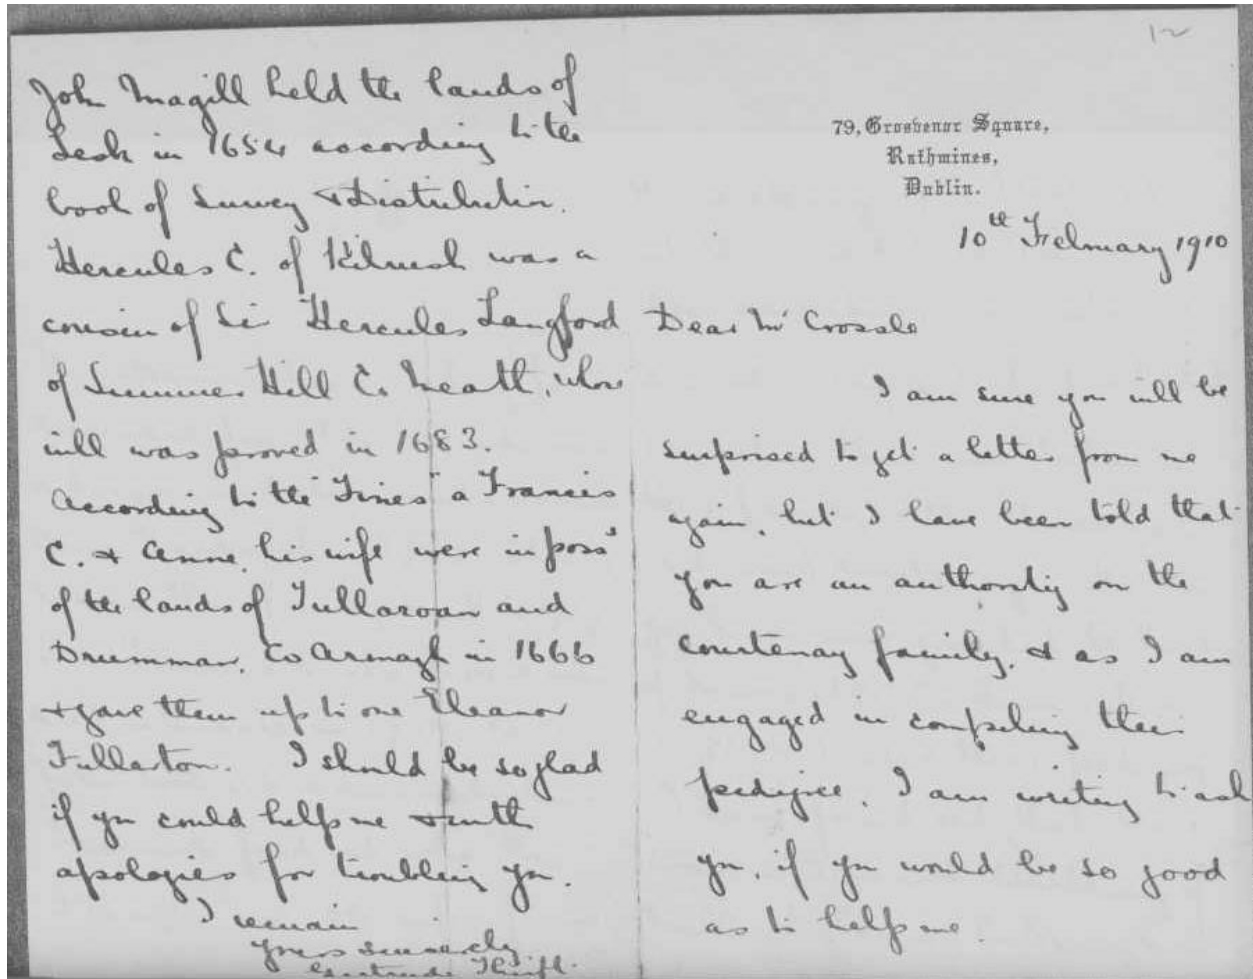 12
79, Grosvenor Square,
Rathmines,
Dublin.
10th February 1910
Dear Mr Crossle
I am sure you will be
surprised to get a letter from me
again, but I have been told that
you are an authority on the
Courtenay family, & as I am
engaged in compiling their
pedigree, I am writing to ask
you, if you would be so good
as to help me.
John Magill held the lands of
Lesk in 1654 according to the
book of Survey & Distribution.
Hercules C. of Kilrush was a
cousin of Sir Hercules Langford
of Summer Hill Co Meath, whose
will was proved in 1683.
According to the "Fines" a Francis
C. & Anne, his wife were in poss
of the lands of Tullaroan and
Drumman, Co Armagh in 1666
& gave them up to one Eleanor
Fullerton. I should be so glad
if you could help me & with
apologies for troubling you.
I remain
yours sincerely
Gertrude Thrift.